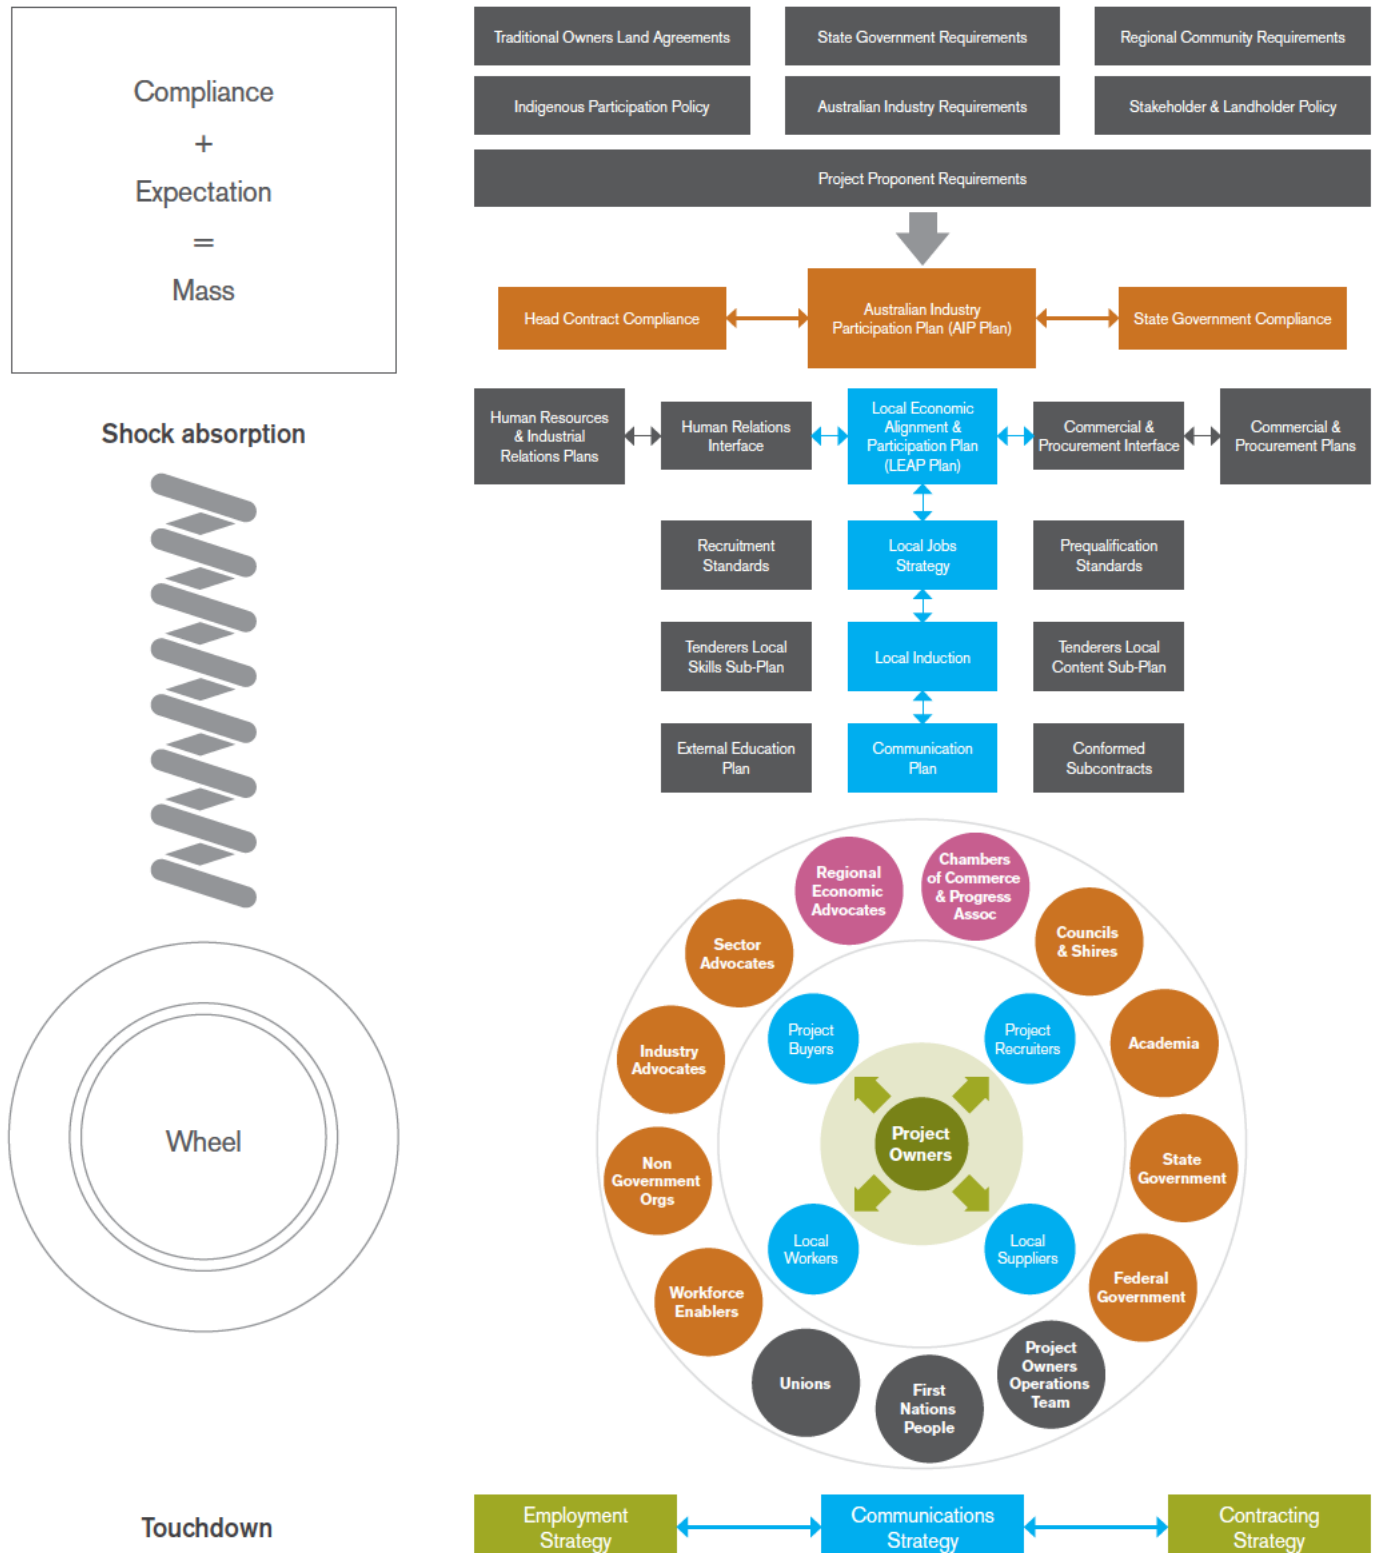 Compliance
+
Expectation
=
Mass
Traditional Owners Land Agreements
State Government Requirements
Regional Community Requirements
Indigenous Participation Policy
Australian Industry Requirements
Stakeholder & Landholder Policy
Project Proponent Requirements
Head Contract Compliance
Australian Industry
Participation Plan (AIP Plan)
State Government Compliance
Shock absorption
Human Resources
& Industrial
Relations Plans
Human Relations
Interface
Local Economic
Alignment &
Participation Plan
(LEAP Plan)
Commercial &
Procurement Interface
Commercial &
Procurement Plans
Recruitment
Standards
Local Jobs
Strategy
Prequalification
Standards
Tenderers Local
Skills Sub-Plan
Local Induction
Tenderers Local
Content Sub-Plan
External Education
Plan
Communication
Plan
Conformed
Subcontracts
Wheel
Regional
Economic
Advocates
Chambers
of Commerce
& Progress
Assoc
Sector
Advocates
Councils
& Shires
Project
Buyers
Project
Recruiters
Industry
Advocates
Academia
Project
Owners
Non
Government
Orgs
State
Government
Local
Workers
Local
Suppliers
Workforce
Enablers
Federal
Government
Unions
First
Nations
People
Project
Owners
Operations
Team
Touchdown
Employment
Strategy
Communications
Strategy
Contracting
Strategy